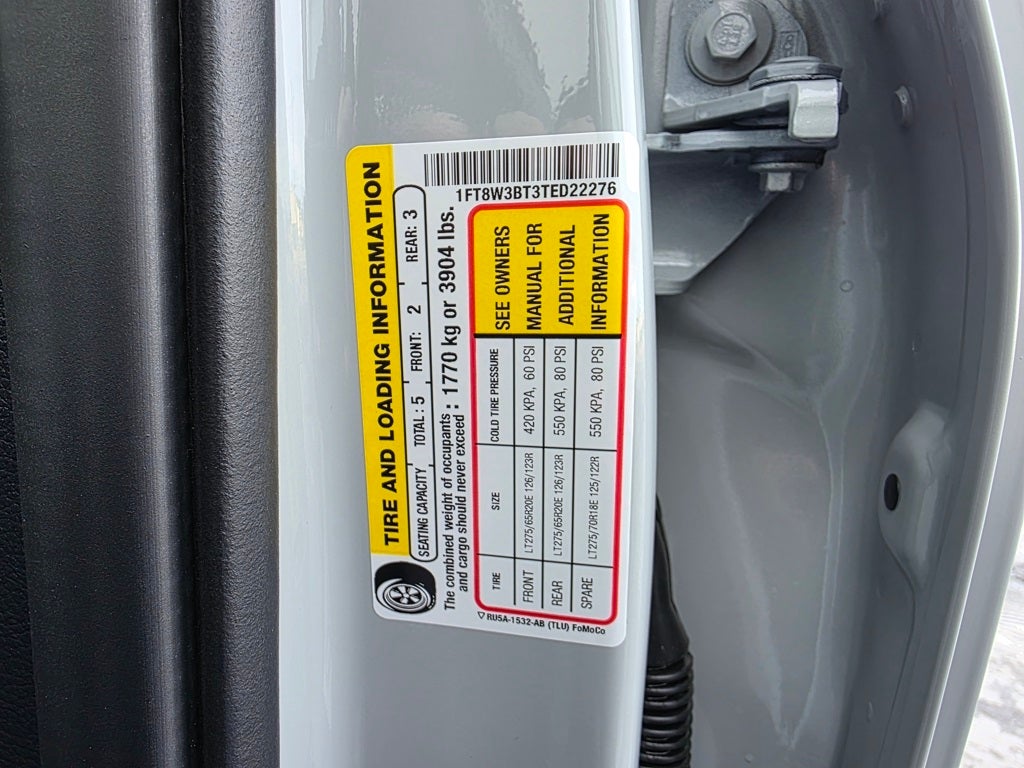 1FT8W3BT3TED22276
TIRE AND LOADING INFORMATION
SEATING CAPACITY TOTAL: 5 FRONT: 2 REAR: 3
The combined weight of occupants and cargo should never exceed : 1770 kg or 3904 lbs.
TIRE SIZE COLD TIRE PRESSURE
FRONT LT275/65R20E 126/123R 420 KPA, 60 PSI
REAR LT275/65R20E 126/123R 550 KPA, 80 PSI
SPARE LT275/70R18E 125/122R 550 KPA, 80 PSI
SEE OWNERS
MANUAL FOR
ADDITIONAL
INFORMATION
RU5A-1532-AB (TLU) FoMoCo